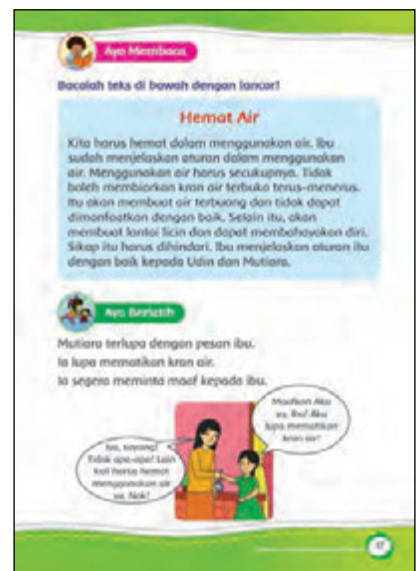 Ayo Membaca
Bacalah teks di bawah dengan lancar!
Hemat Air
Kita harus hemat dalam menggunakan air. Ibu
sudah menjelaskan aturan dalam menggunakan
air. Menggunakan air harus secukupnya. Tidak
boleh membiarkan kran air terbuka terus-menerus.
Itu akan membuat air terbuang dan tidak dapat
dimanfaatkan dengan baik. Selain itu, akan
membuat lantai licin dan dapat membahayakan diri.
Sikap itu harus dihindari. Ibu menjelaskan aturan itu
dengan baik kepada Udin dan Mutiara.
Ayo Berlatih
Mutiara terlupa dengan pesan ibu.
Ia lupa mematikan kran air.
Ia segera meminta maaf kepada ibu.
Maafkan Aku
ya, Ibu! Aku
lupa mematikan
kran air!
Iya, sayang!
Tidak apa-apa! Lain
kali harus hemat
menggunakan air
ya, Nak!